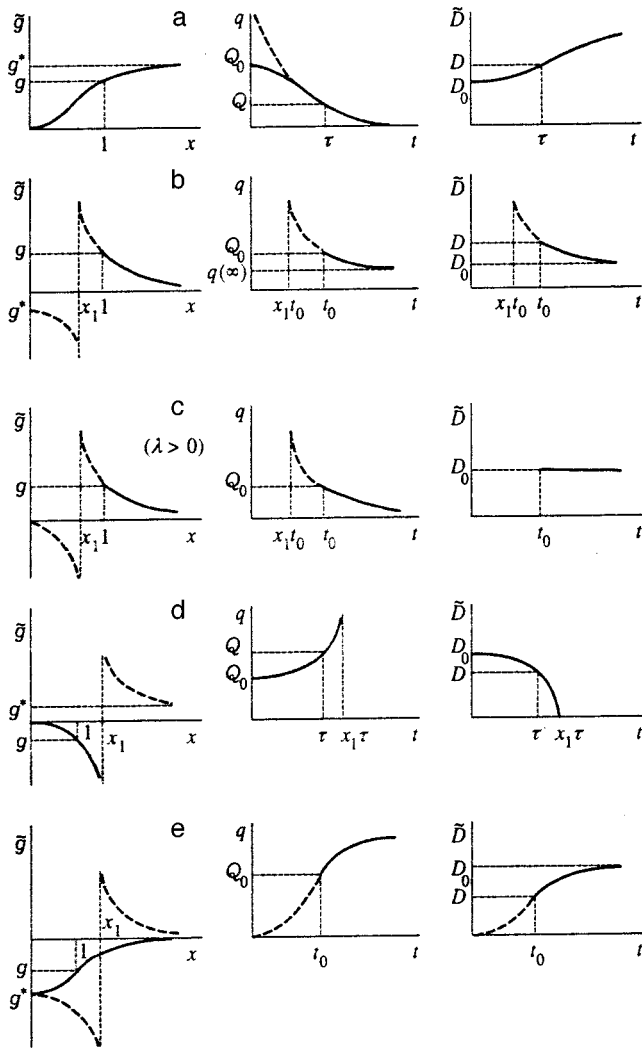 a
g̃
g*
g
1
x
q
Q₀
Q
τ
t
D̃
D
D₀
τ
t
b
g̃
g
g*
x₁ 1
x
q
Q₀
q(∞)
x₁t₀ t₀
t
D̃
D
D₀
x₁t₀ t₀
t
c
(λ > 0)
g̃
g
x₁ 1
x
q
Q₀
x₁t₀ t₀
t
D̃
D₀
t₀
t
d
g̃
g*
g
1
x₁
x
q
Q
Q₀
τ x₁τ
t
D̃
D₀
D
τ x₁τ
t
e
g̃
x₁
1
g
g*
x
q
Q₀
t₀
t
D̃
D₀
D
t₀
t